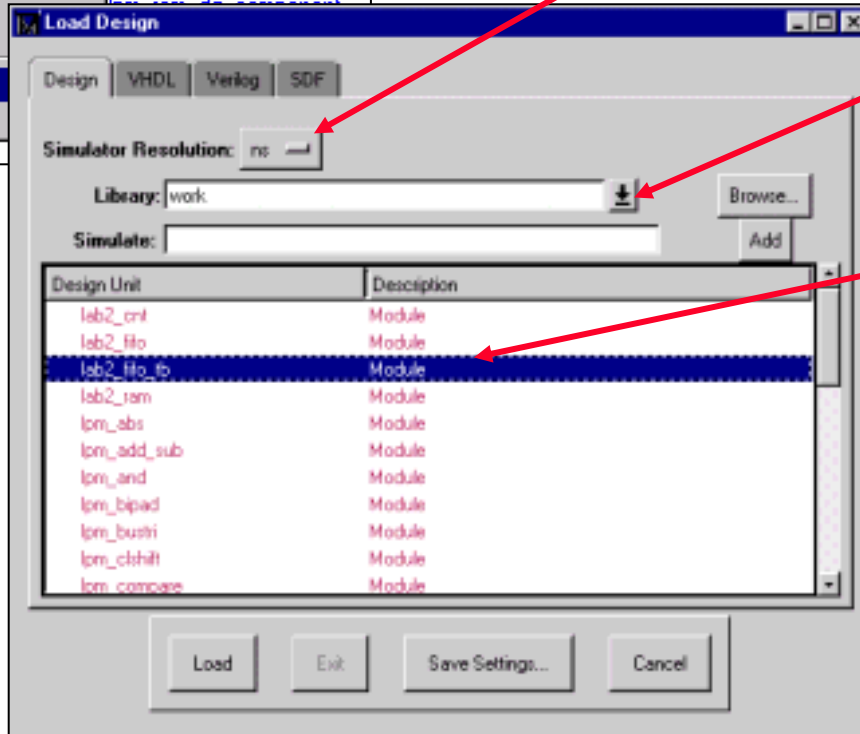 Load Design
Design VHDL Verilog SDF
Simulator Resolution: ns
Library: work
Browse...
Simulate:
Add
Design Unit Description
lab2_cnt Module
lab2_fifo Module
lab2_fifo_tb Module
lab2_ram Module
lpm_abs Module
lpm_add_sub Module
lpm_and Module
lpm_bipad Module
lpm_bustri Module
lpm_clshift Module
lpm_compare Module
Load Exit Save Settings... Cancel